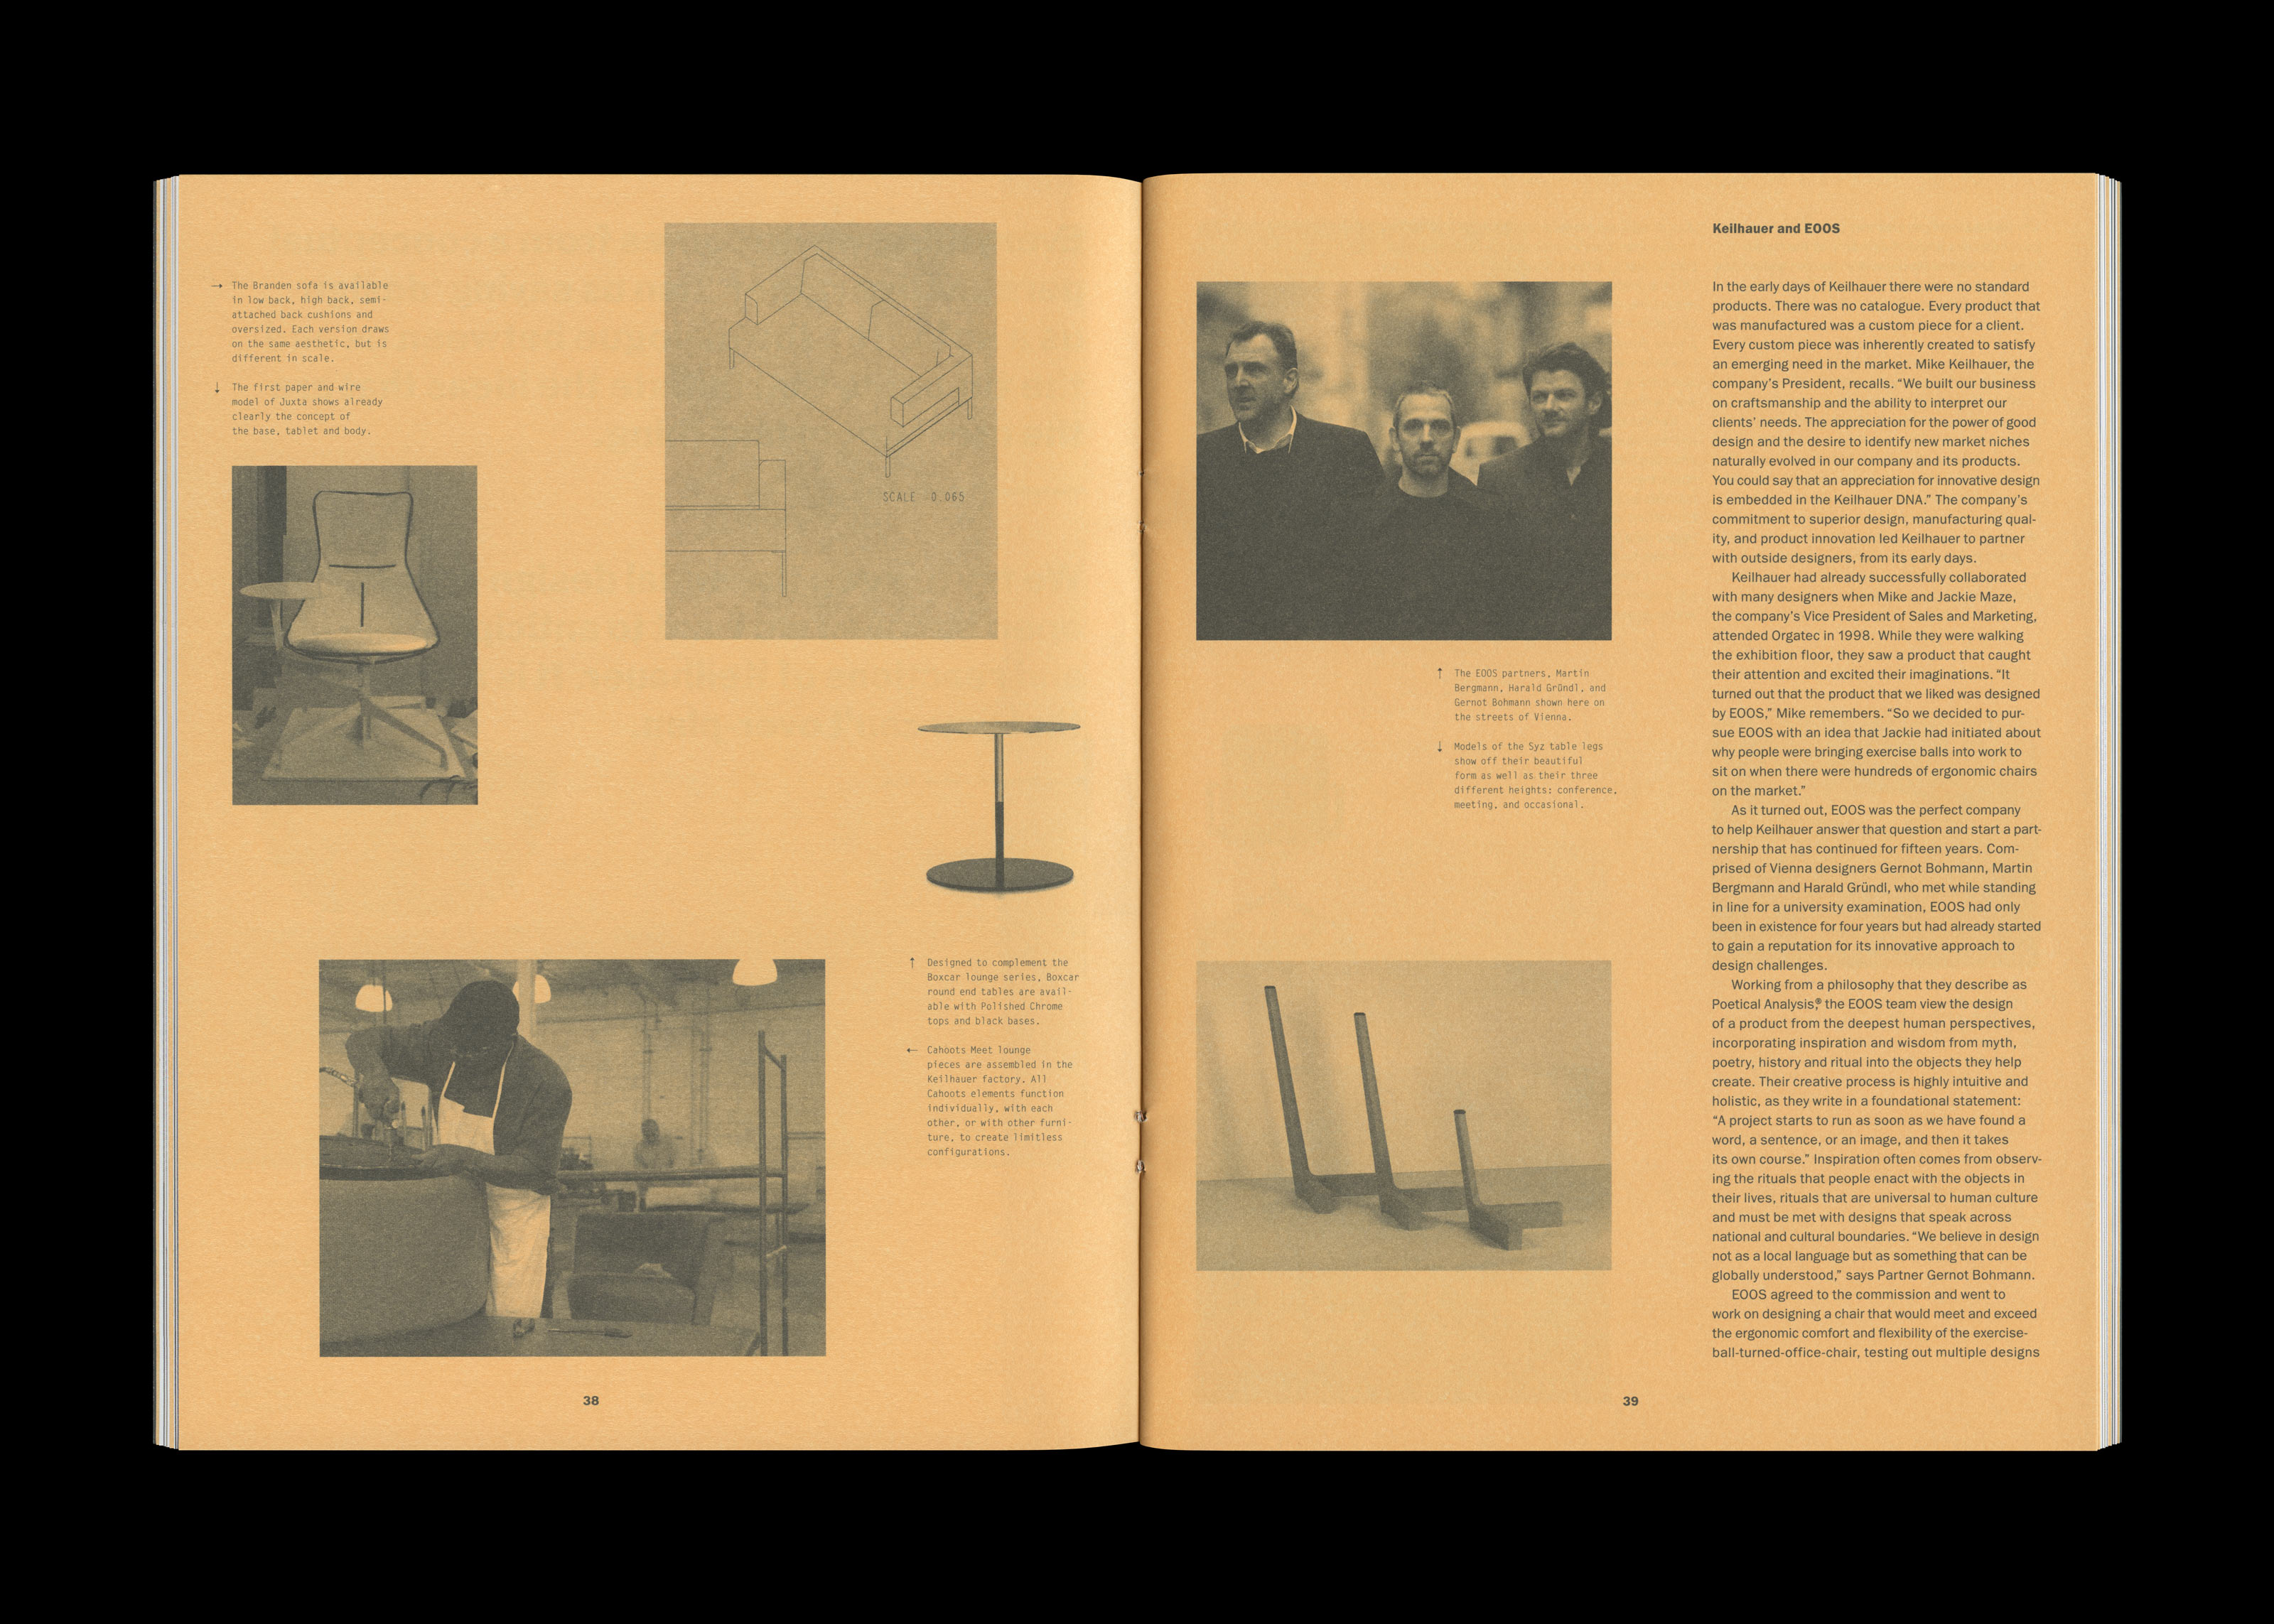 → The Branden sofa is available
in low back, high back, semi-
attached back cushions and
oversized. Each version draws
on the same aesthetic, but is
different in scale.
↓ The first paper and wire
model of Juxta shows already
clearly the concept of
the base, tablet and body.
SCALE 0.065
↑ Designed to complement the
Boxcar lounge series, Boxcar
round end tables are avail-
able with Polished Chrome
tops and black bases.
← Cahoots Meet lounge
pieces are assembled in the
Keilhauer factory. All
Cahoots elements function
individually, with each
other, or with other furni-
ture, to create limitless
configurations.
38
↑ The EOOS partners, Martin
Bergmann, Harald Gründl, and
Gernot Bohmann shown here on
the streets of Vienna.
↓ Models of the Syz table legs
show off their beautiful
form as well as their three
different heights: conference,
meeting, and occasional.
Keilhauer and EOOS
In the early days of Keilhauer there were no standard
products. There was no catalogue. Every product that
was manufactured was a custom piece for a client.
Every custom piece was inherently created to satisfy
an emerging need in the market. Mike Keilhauer, the
company’s President, recalls. “We built our business
on craftsmanship and the ability to interpret our
clients’ needs. The appreciation for the power of good
design and the desire to identify new market niches
naturally evolved in our company and its products.
You could say that an appreciation for innovative design
is embedded in the Keilhauer DNA.” The company’s
commitment to superior design, manufacturing qual-
ity, and product innovation led Keilhauer to partner
with outside designers, from its early days.
Keilhauer had already successfully collaborated
with many designers when Mike and Jackie Maze,
the company’s Vice President of Sales and Marketing,
attended Orgatec in 1998. While they were walking
the exhibition floor, they saw a product that caught
their attention and excited their imaginations. “It
turned out that the product that we liked was designed
by EOOS,” Mike remembers. “So we decided to pur-
sue EOOS with an idea that Jackie had initiated about
why people were bringing exercise balls into work to
sit on when there were hundreds of ergonomic chairs
on the market.”
As it turned out, EOOS was the perfect company
to help Keilhauer answer that question and start a part-
nership that has continued for fifteen years. Com-
prised of Vienna designers Gernot Bohmann, Martin
Bergmann and Harald Gründl, who met while standing
in line for a university examination, EOOS had only
been in existence for four years but had already started
to gain a reputation for its innovative approach to
design challenges.
Working from a philosophy that they describe as
Poetical Analysis,® the EOOS team view the design
of a product from the deepest human perspectives,
incorporating inspiration and wisdom from myth,
poetry, history and ritual into the objects they help
create. Their creative process is highly intuitive and
holistic, as they write in a foundational statement:
“A project starts to run as soon as we have found a
word, a sentence, or an image, and then it takes
its own course.” Inspiration often comes from observ-
ing the rituals that people enact with the objects in
their lives, rituals that are universal to human culture
and must be met with designs that speak across
national and cultural boundaries. “We believe in design
not as a local language but as something that can be
globally understood,” says Partner Gernot Bohmann.
EOOS agreed to the commission and went to
work on designing a chair that would meet and exceed
the ergonomic comfort and flexibility of the exercise-
ball-turned-office-chair, testing out multiple designs
39